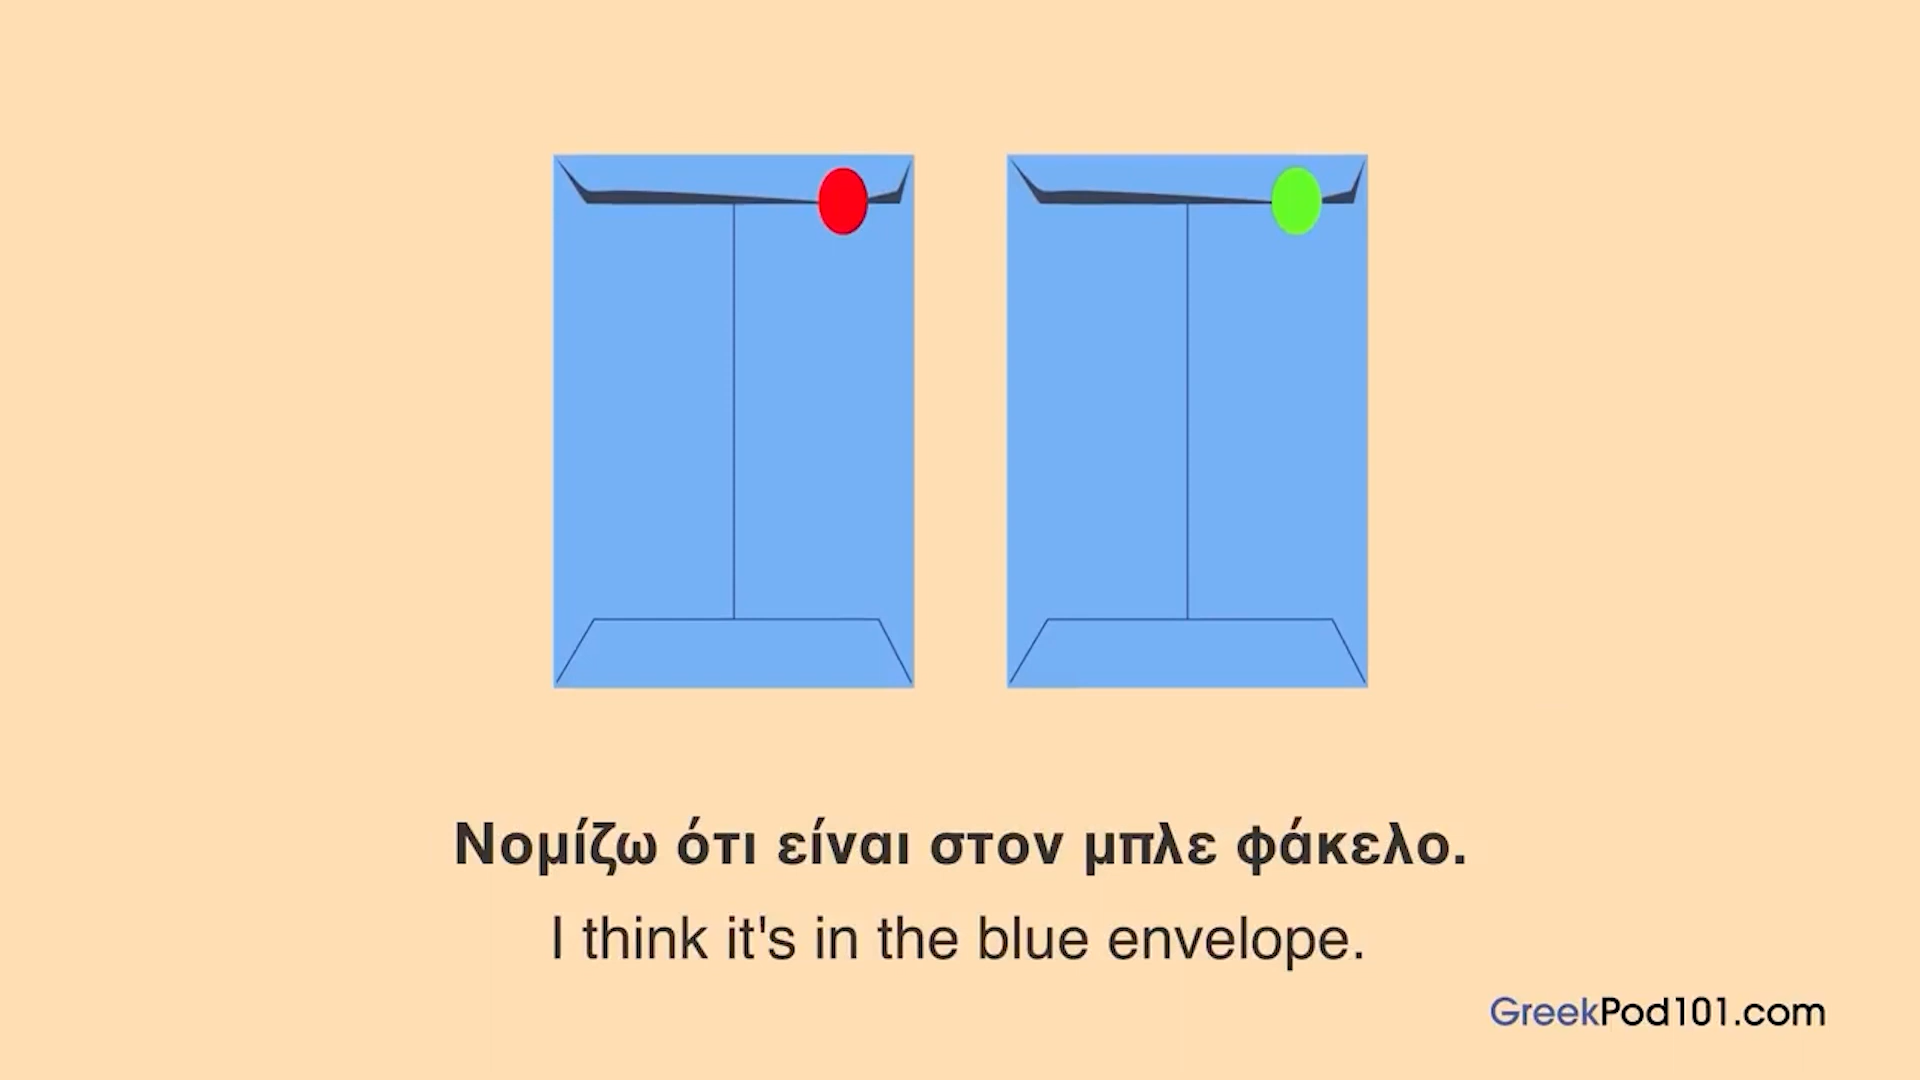 Νομίζω ότι είναι στον μπλε φάκελο.
I think it's in the blue envelope.
GreekPod101.com